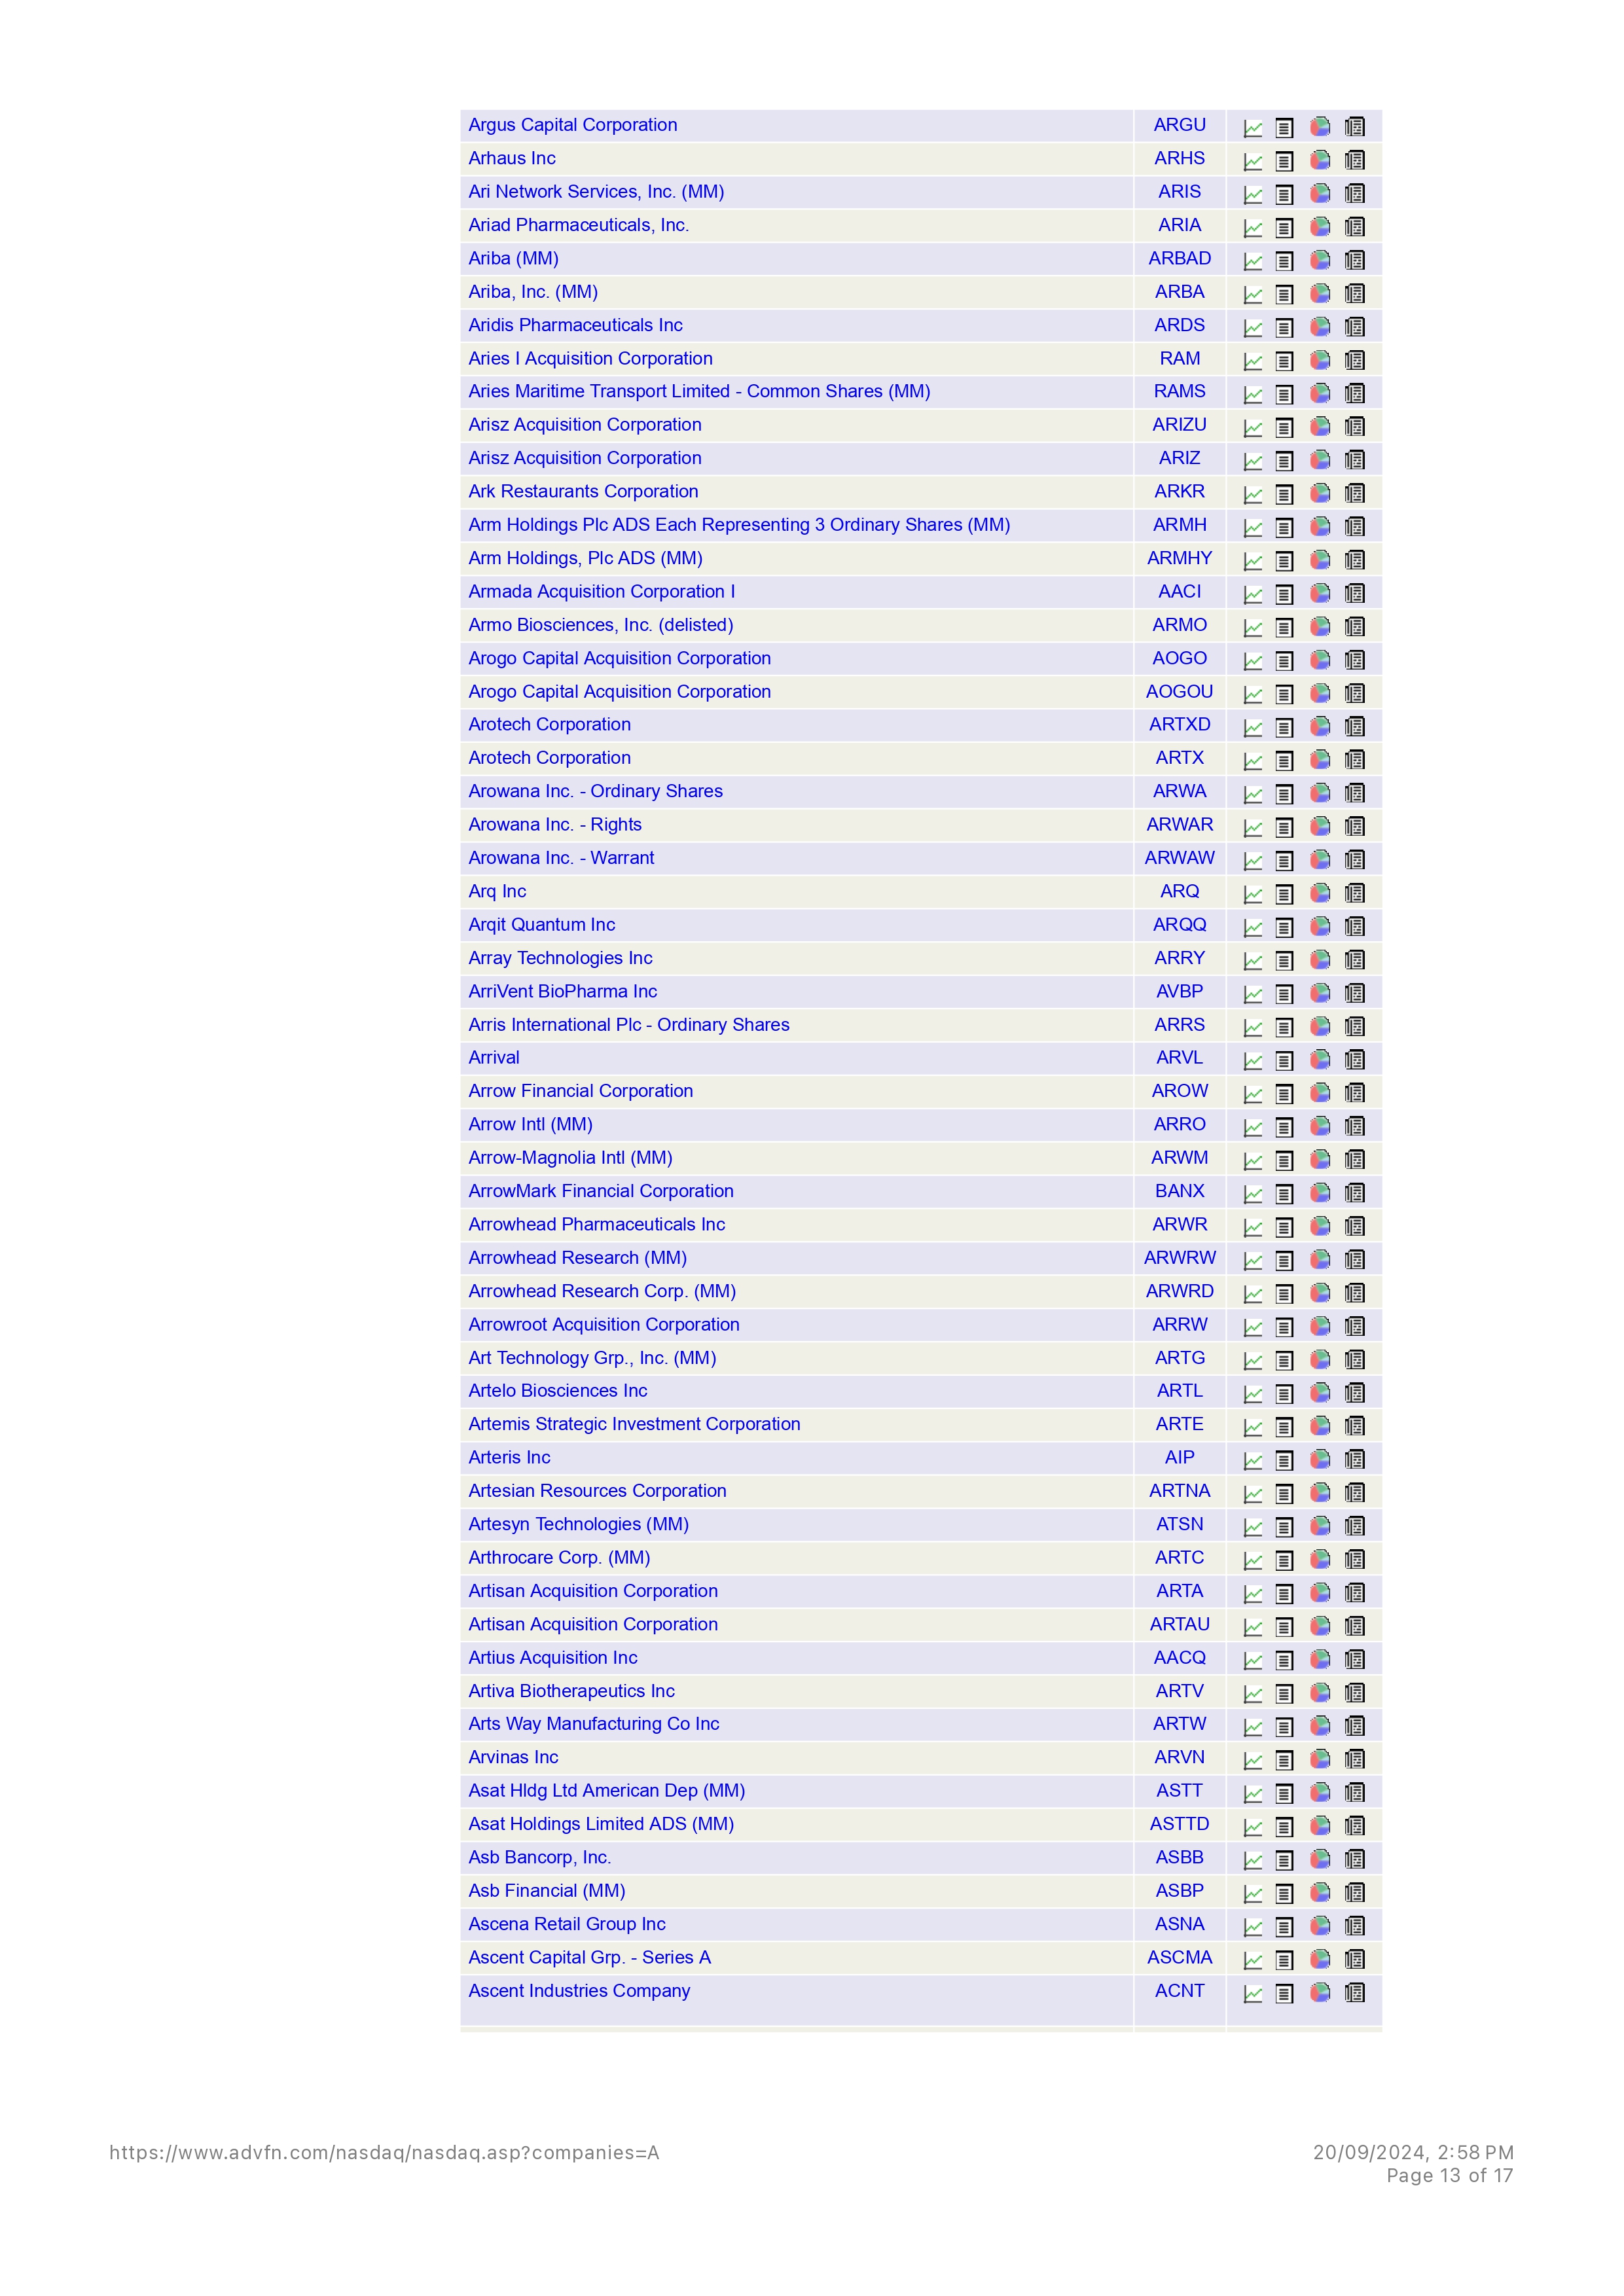 Argus Capital Corporation ARGU
Arhaus Inc ARHS
Ari Network Services, Inc. (MM) ARIS
Ariad Pharmaceuticals, Inc. ARIA
Ariba (MM) ARBAD
Ariba, Inc. (MM) ARBA
Aridis Pharmaceuticals Inc ARDS
Aries I Acquisition Corporation RAM
Aries Maritime Transport Limited - Common Shares (MM) RAMS
Arisz Acquisition Corporation ARIZU
Arisz Acquisition Corporation ARIZ
Ark Restaurants Corporation ARKR
Arm Holdings Plc ADS Each Representing 3 Ordinary Shares (MM) ARMH
Arm Holdings, Plc ADS (MM) ARMHY
Armada Acquisition Corporation I AACI
Armo Biosciences, Inc. (delisted) ARMO
Arogo Capital Acquisition Corporation AOGO
Arogo Capital Acquisition Corporation AOGOU
Arotech Corporation ARTXD
Arotech Corporation ARTX
Arowana Inc. - Ordinary Shares ARWA
Arowana Inc. - Rights ARWAR
Arowana Inc. - Warrant ARWAW
Arq Inc ARQ
Arqit Quantum Inc ARQQ
Array Technologies Inc ARRY
ArriVent BioPharma Inc AVBP
Arris International Plc - Ordinary Shares ARRS
Arrival ARVL
Arrow Financial Corporation AROW
Arrow Intl (MM) ARRO
Arrow-Magnolia Intl (MM) ARWM
ArrowMark Financial Corporation BANX
Arrowhead Pharmaceuticals Inc ARWR
Arrowhead Research (MM) ARWRW
Arrowhead Research Corp. (MM) ARWRD
Arrowroot Acquisition Corporation ARRW
Art Technology Grp., Inc. (MM) ARTG
Artelo Biosciences Inc ARTL
Artemis Strategic Investment Corporation ARTE
Arteris Inc AIP
Artesian Resources Corporation ARTNA
Artesyn Technologies (MM) ATSN
Arthrocare Corp. (MM) ARTC
Artisan Acquisition Corporation ARTA
Artisan Acquisition Corporation ARTAU
Artius Acquisition Inc AACQ
Artiva Biotherapeutics Inc ARTV
Arts Way Manufacturing Co Inc ARTW
Arvinas Inc ARVN
Asat Hldg Ltd American Dep (MM) ASTT
Asat Holdings Limited ADS (MM) ASTTD
Asb Bancorp, Inc. ASBB
Asb Financial (MM) ASBP
Ascena Retail Group Inc ASNA
Ascent Capital Grp. - Series A ASCMA
Ascent Industries Company ACNT
https://www.advfn.com/nasdaq/nasdaq.asp?companies=A 20/09/2024, 2:58 PM
Page 13 of 17